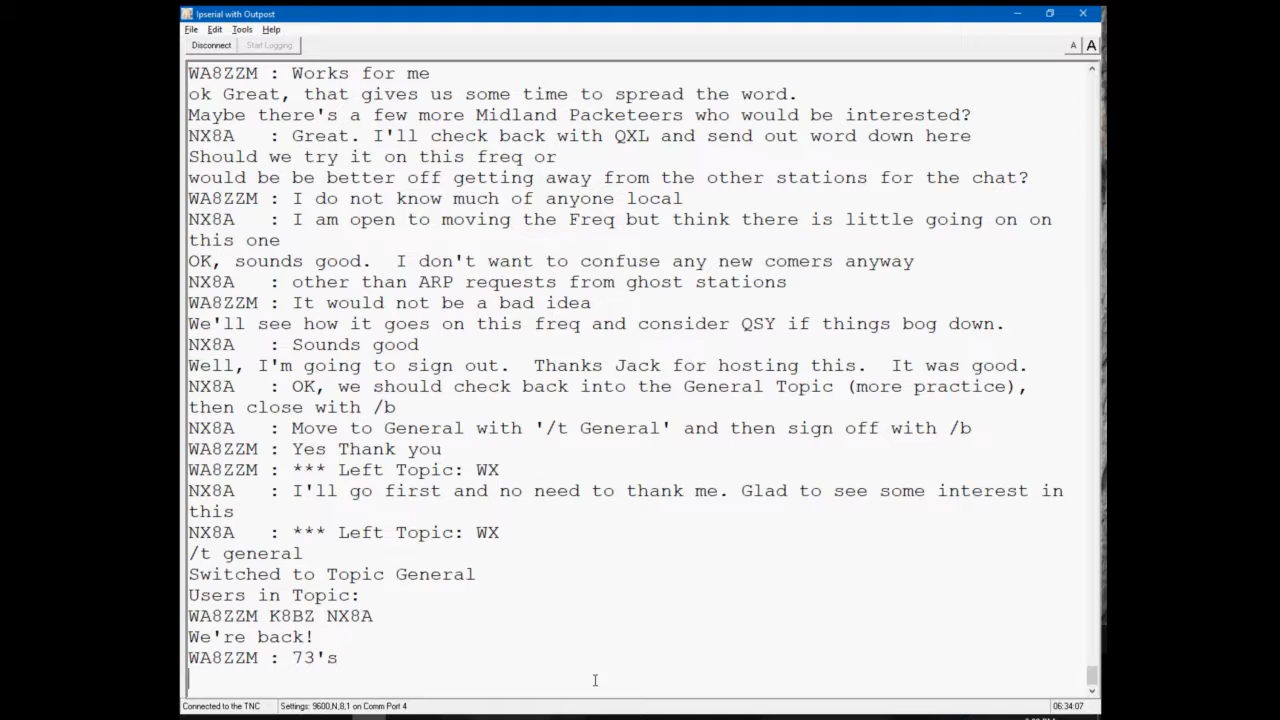 Ipserial with Outpost
File Edit Tools Help
Disconnect Start Logging A A
WA8ZZM : Works for me
ok Great, that gives us some time to spread the word.
Maybe there's a few more Midland Packeteers who would be interested?
NX8A : Great. I'll check back with QXL and send out word down here
Should we try it on this freq or
would be be better off getting away from the other stations for the chat?
WA8ZZM : I do not know much of anyone local
NX8A : I am open to moving the Freq but think there is little going on on
this one
OK, sounds good. I don't want to confuse any new comers anyway
NX8A : other than ARP requests from ghost stations
WA8ZZM : It would not be a bad idea
We'll see how it goes on this freq and consider QSY if things bog down.
NX8A : Sounds good
Well, I'm going to sign out. Thanks Jack for hosting this. It was good.
NX8A : OK, we should check back into the General Topic (more practice),
then close with /b
NX8A : Move to General with '/t General' and then sign off with /b
WA8ZZM : Yes Thank you
WA8ZZM : *** Left Topic: WX
NX8A : I'll go first and no need to thank me. Glad to see some interest in
this
NX8A : *** Left Topic: WX
/t general
Switched to Topic General
Users in Topic:
WA8ZZM K8BZ NX8A
We're back!
WA8ZZM : 73's
Connected to the TNC Settings: 9600,N,8,1 on Comm Port 4 06:34:07